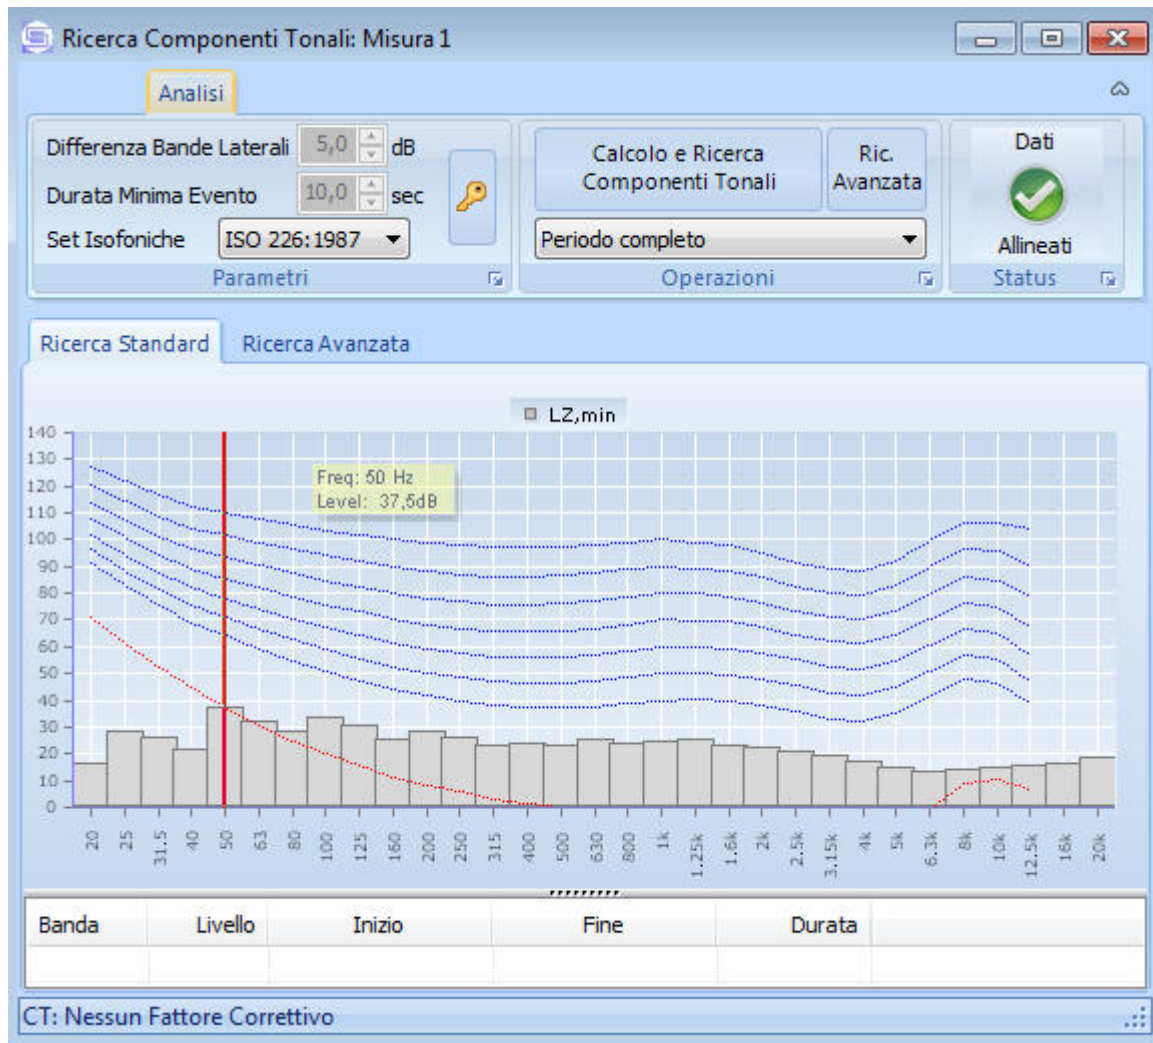 Ricerca Componenti Tonali: Misura 1
Analisi
Differenza Bande Laterali 5,0 dB
Durata Minima Evento 10,0 sec
Set Isofoniche ISO 226:1987
Parametri
Calcolo e Ricerca
Componenti Tonali
Ric.
Avanzata
Periodo completo
Operazioni
Dati
Allineati
Status
Ricerca Standard Ricerca Avanzata
LZ,min
140
130
120
110
100
90
80
70
60
50
40
30
20
10
0
Freq: 50 Hz
Level: 37,5dB
20 25 31.5 40 50 63 80 100 125 160 200 250 315 400 500 630 800 1k 1.25k 1.6k 2k 2.5k 3.15k 4k 5k 6.3k 8k 10k 12.5k 16k 20k
Banda Livello Inizio Fine Durata
CT: Nessun Fattore Correttivo